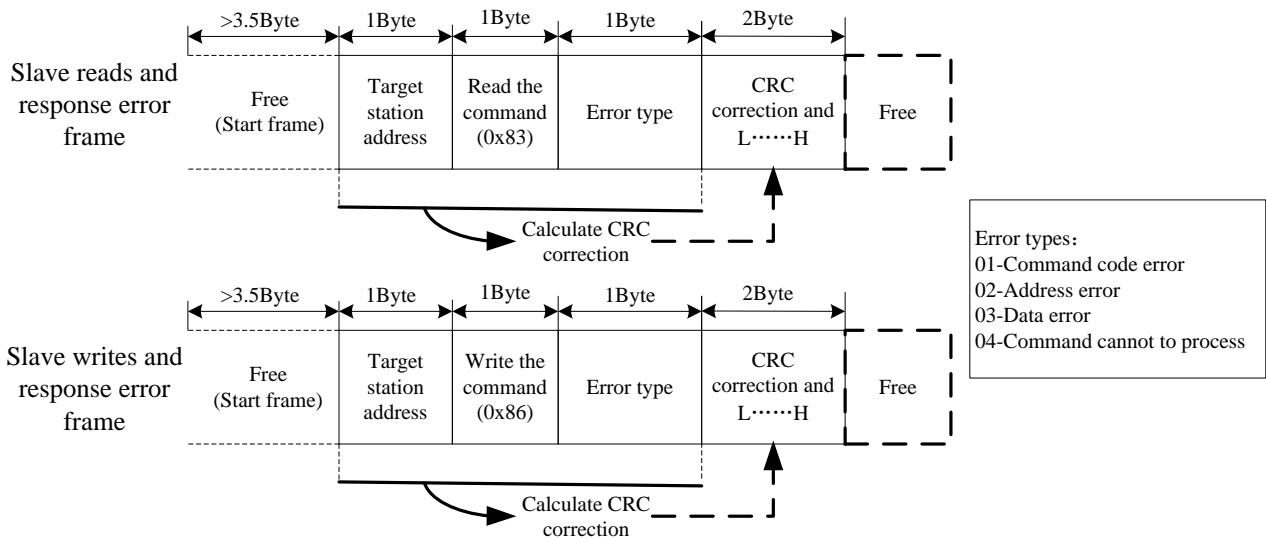 >3.5Byte 1Byte 1Byte 1Byte 2Byte
Slave reads and
response error
frame
Free
(Start frame)
Target
station
address
Read the
command
(0x83)
Error type
CRC
correction and
L……H
Free
Calculate CRC
correction
>3.5Byte 1Byte 1Byte 1Byte 2Byte
Slave writes and
response error
frame
Free
(Start frame)
Target
station
address
Write the
command
(0x86)
Error type
CRC
correction and
L……H
Free
Calculate CRC
correction
Error types：
01-Command code error
02-Address error
03-Data error
04-Command cannot to process